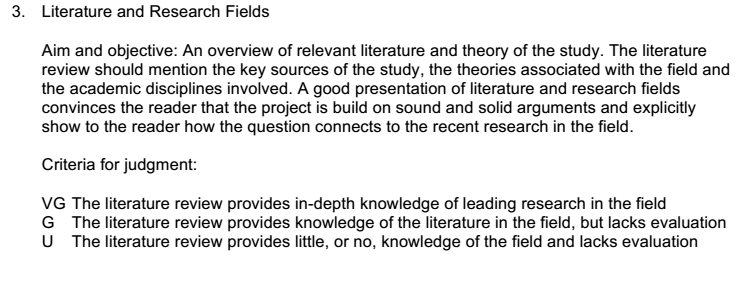 3. Literature and Research Fields
Aim and objective: An overview of relevant literature and theory of the study. The literature
review should mention the key sources of the study, the theories associated with the field and
the academic disciplines involved. A good presentation of literature and research fields
convinces the reader that the project is build on sound and solid arguments and explicitly
show to the reader how the question connects to the recent research in the field.
Criteria for judgment:
VG The literature review provides in-depth knowledge of leading research in the field
G The literature review provides knowledge of the literature in the field, but lacks evaluation
U The literature review provides little, or no, knowledge of the field and lacks evaluation